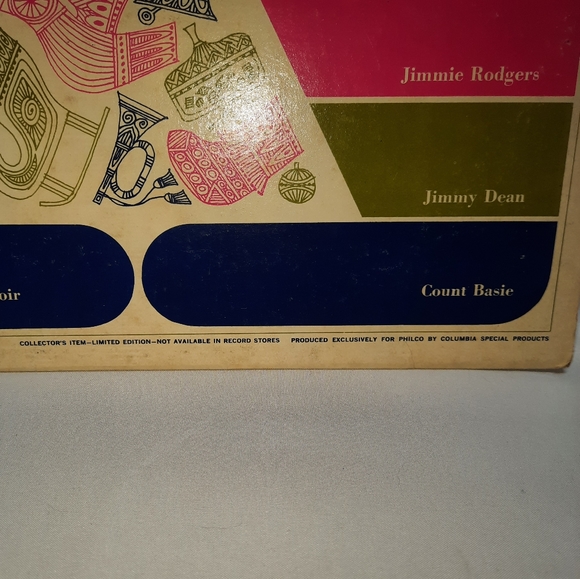 Jimmie Rodgers
Jimmy Dean
oir
Count Basie
COLLECTOR'S ITEM—LIMITED EDITION—NOT AVAILABLE IN RECORD STORES PRODUCED EXCLUSIVELY FOR PHILCO BY COLUMBIA SPECIAL PRODUCTS